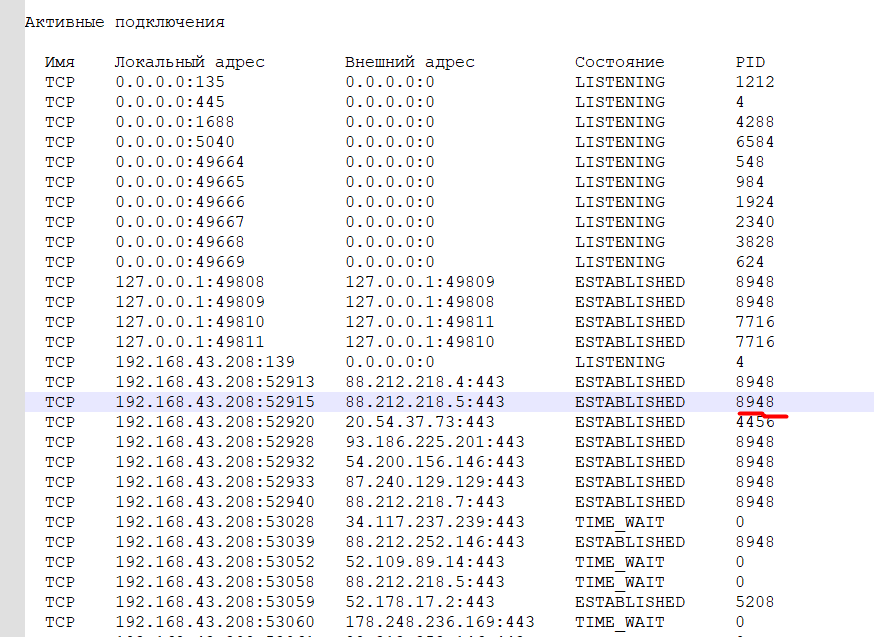 Активные подключения
Имя Локальный адрес Внешний адрес Состояние PID
TCP 0.0.0.0:135 0.0.0.0:0 LISTENING 1212
TCP 0.0.0.0:445 0.0.0.0:0 LISTENING 4
TCP 0.0.0.0:1688 0.0.0.0:0 LISTENING 4288
TCP 0.0.0.0:5040 0.0.0.0:0 LISTENING 6584
TCP 0.0.0.0:49664 0.0.0.0:0 LISTENING 548
TCP 0.0.0.0:49665 0.0.0.0:0 LISTENING 984
TCP 0.0.0.0:49666 0.0.0.0:0 LISTENING 1924
TCP 0.0.0.0:49667 0.0.0.0:0 LISTENING 2340
TCP 0.0.0.0:49668 0.0.0.0:0 LISTENING 3828
TCP 0.0.0.0:49669 0.0.0.0:0 LISTENING 624
TCP 127.0.0.1:49808 127.0.0.1:49809 ESTABLISHED 8948
TCP 127.0.0.1:49809 127.0.0.1:49808 ESTABLISHED 8948
TCP 127.0.0.1:49810 127.0.0.1:49811 ESTABLISHED 7716
TCP 127.0.0.1:49811 127.0.0.1:49810 ESTABLISHED 7716
TCP 192.168.43.208:139 0.0.0.0:0 LISTENING 4
TCP 192.168.43.208:52913 88.212.218.4:443 ESTABLISHED 8948
TCP 192.168.43.208:52915 88.212.218.5:443 ESTABLISHED 8948
TCP 192.168.43.208:52920 20.54.37.73:443 ESTABLISHED 4456
TCP 192.168.43.208:52928 93.186.225.201:443 ESTABLISHED 8948
TCP 192.168.43.208:52932 54.200.156.146:443 ESTABLISHED 8948
TCP 192.168.43.208:52933 87.240.129.129:443 ESTABLISHED 8948
TCP 192.168.43.208:52940 88.212.218.7:443 ESTABLISHED 8948
TCP 192.168.43.208:53028 34.117.237.239:443 TIME_WAIT 0
TCP 192.168.43.208:53039 88.212.252.146:443 ESTABLISHED 8948
TCP 192.168.43.208:53052 52.109.89.14:443 TIME_WAIT 0
TCP 192.168.43.208:53058 88.212.218.5:443 TIME_WAIT 0
TCP 192.168.43.208:53059 52.178.17.2:443 ESTABLISHED 5208
TCP 192.168.43.208:53060 178.248.236.169:443 TIME_WAIT 0